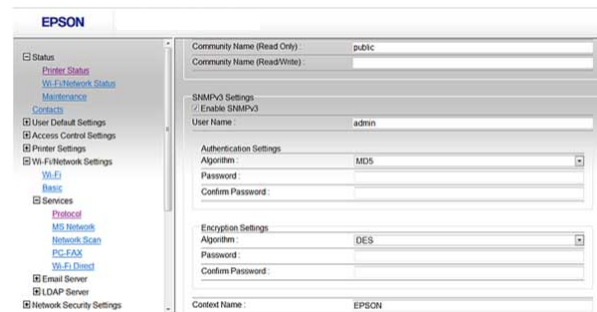 EPSON
Status
Printer Status
Wi-Fi/Network Status
Maintenance
Contacts
User Default Settings
Access Control Settings
Printer Settings
Wi-Fi/Network Settings
Wi-Fi
Basic
Services
Protocol
MS Network
Network Scan
PC-FAX
Wi-Fi Direct
Email Server
LDAP Server
Network Security Settings
Community Name (Read Only) : public
Community Name (Read/Write) :
SNMPv3 Settings
Enable SNMPv3
User Name : admin
Authentication Settings
Algorithm : MD5
Password :
Confirm Password :
Encryption Settings
Algorithm : DES
Password :
Confirm Password :
Context Name : EPSON